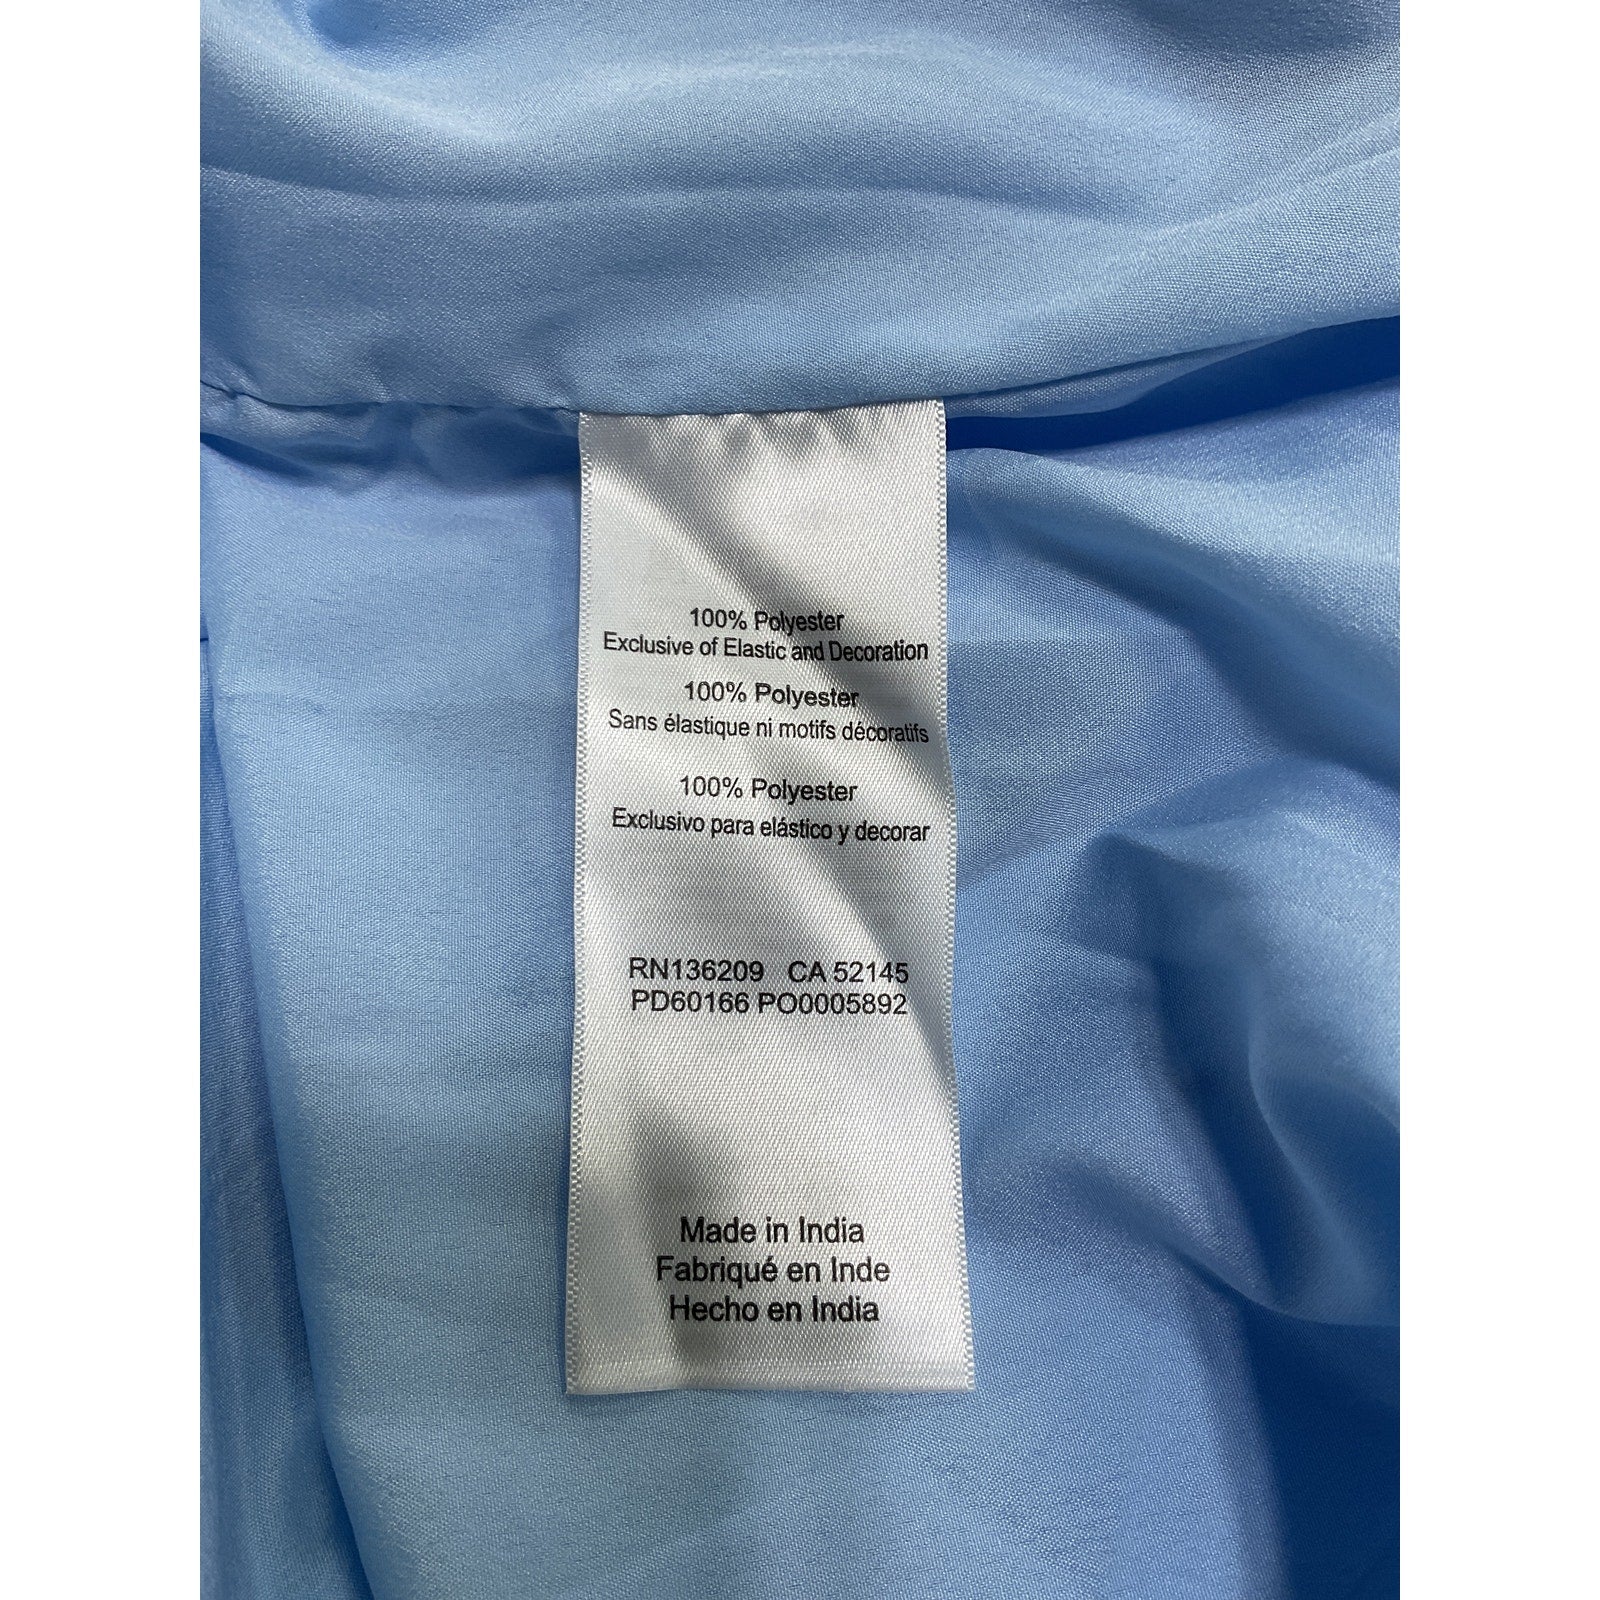 100% Polyester
Exclusive of Elastic and Decoration
100% Polyester
Sans élastique ni motifs décoratifs
100% Polyester
Exclusivo para elástico y decorar
RN136209 CA 52145
PD60166 PO0005892
Made in India
Fabriqué en Inde
Hecho en India